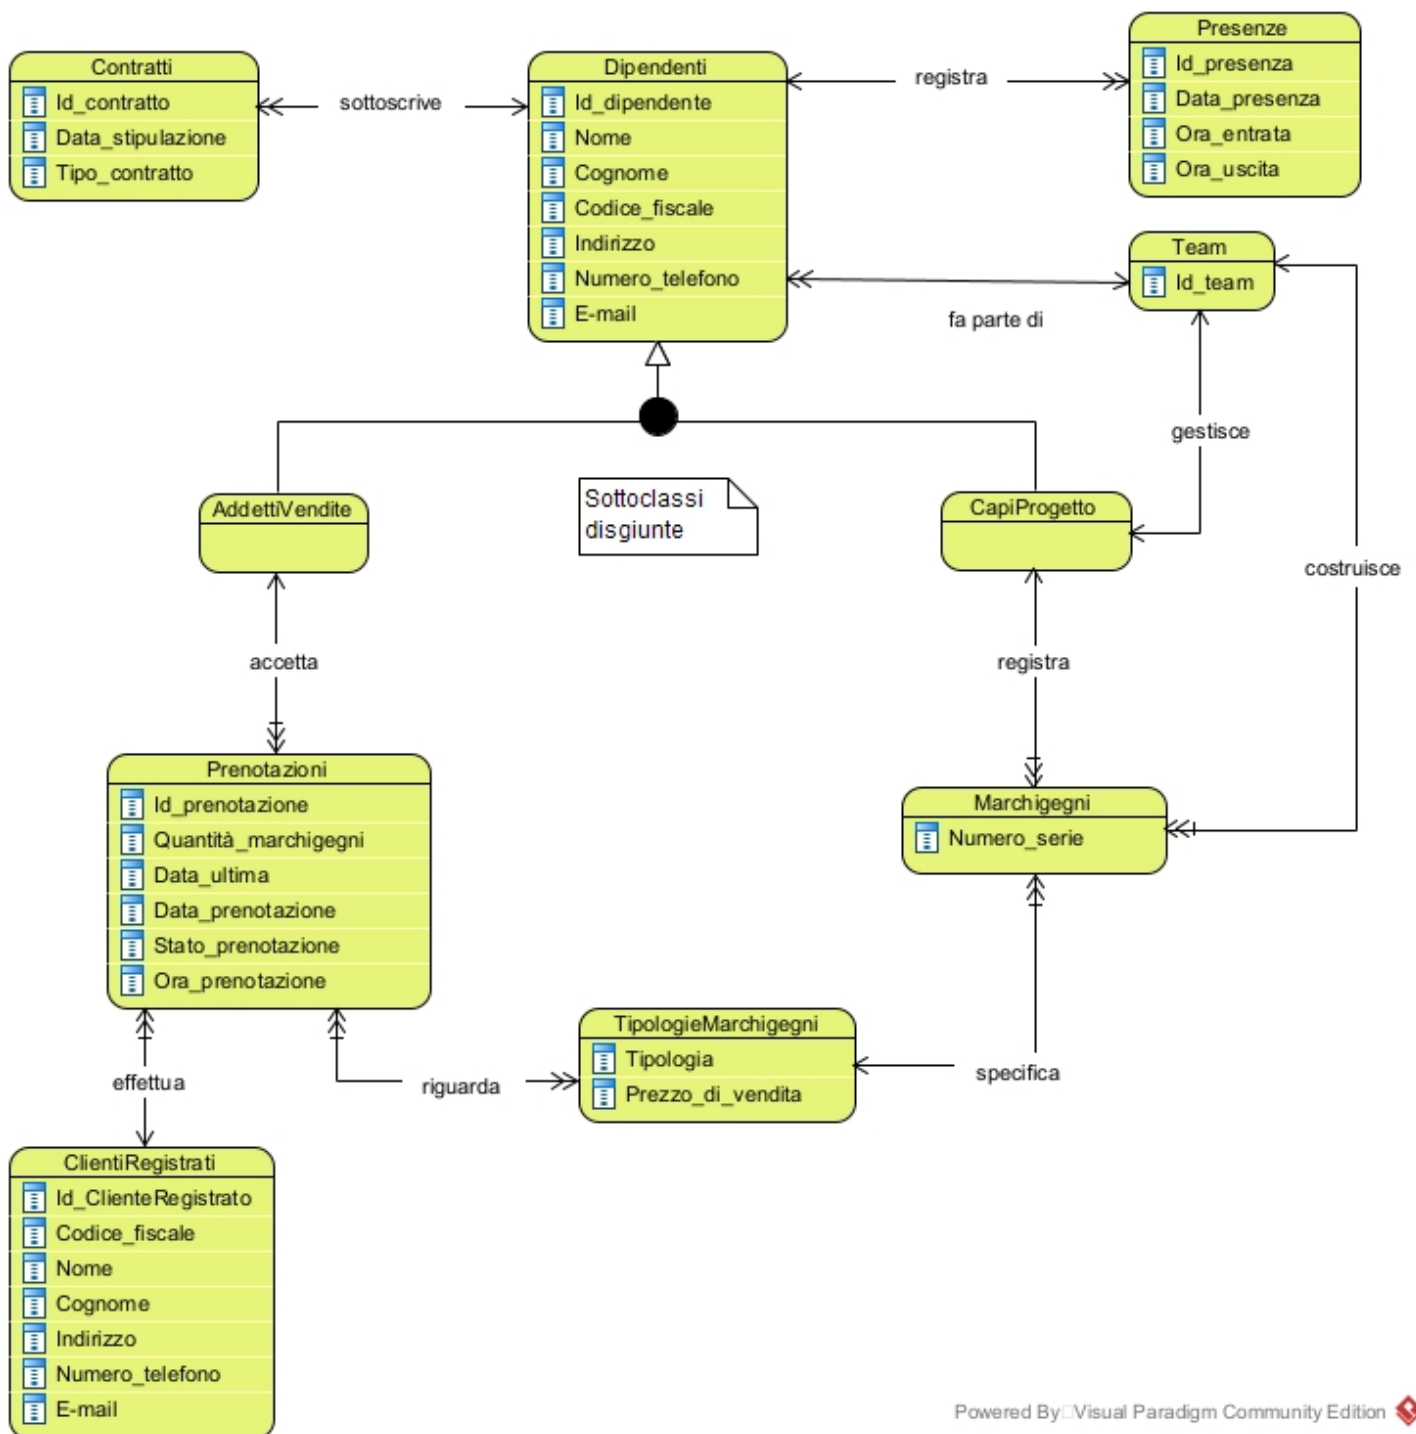 Contratti
Id_contratto
Data_stipulazione
Tipo_contratto
sottoscrive
Dipendenti
Id_dipendente
Nome
Cognome
Codice_fiscale
Indirizzo
Numero_telefono
E-mail
registra
Presenze
Id_presenza
Data_presenza
Ora_entrata
Ora_uscita
Team
Id_team
fa parte di
gestisce
costruisce
AddettiVendite
Sottoclassi
disgiunte
CapiProgetto
accetta
registra
Prenotazioni
Id_prenotazione
Quantità_marchigegni
Data_ultima
Data_prenotazione
Stato_prenotazione
Ora_prenotazione
Marchigegni
Numero_serie
effettua
riguarda
TipologieMarchigegni
Tipologia
Prezzo_di_vendita
specifica
ClientiRegistrati
Id_ClienteRegistrato
Codice_fiscale
Nome
Cognome
Indirizzo
Numero_telefono
E-mail
Powered By Visual Paradigm Community Edition